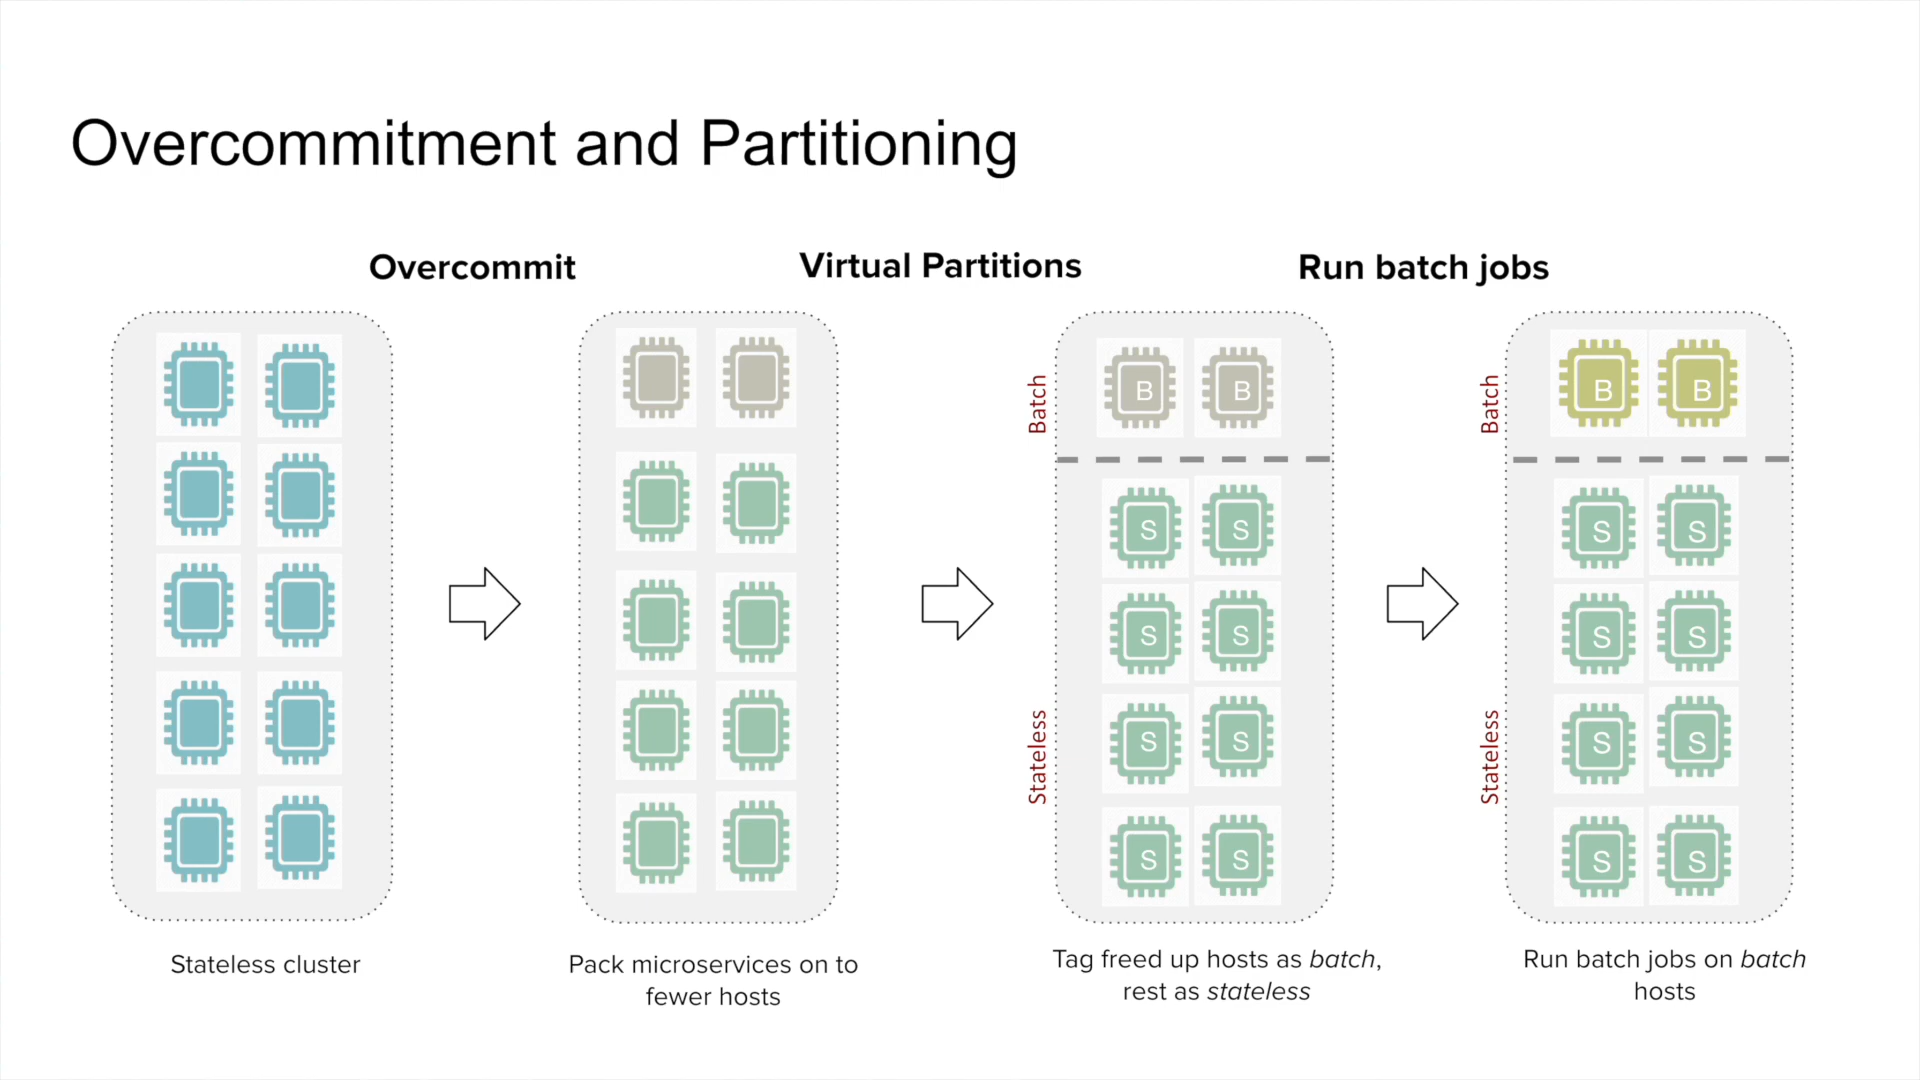 Overcommitment and Partitioning
Overcommit
Virtual Partitions
Run batch jobs
Batch
B B
Batch
B B
Stateless
S S
S S
S S
S S
Stateless
S S
S S
S S
S S
Stateless cluster
Pack microservices on to
fewer hosts
Tag freed up hosts as batch,
rest as stateless
Run batch jobs on batch
hosts